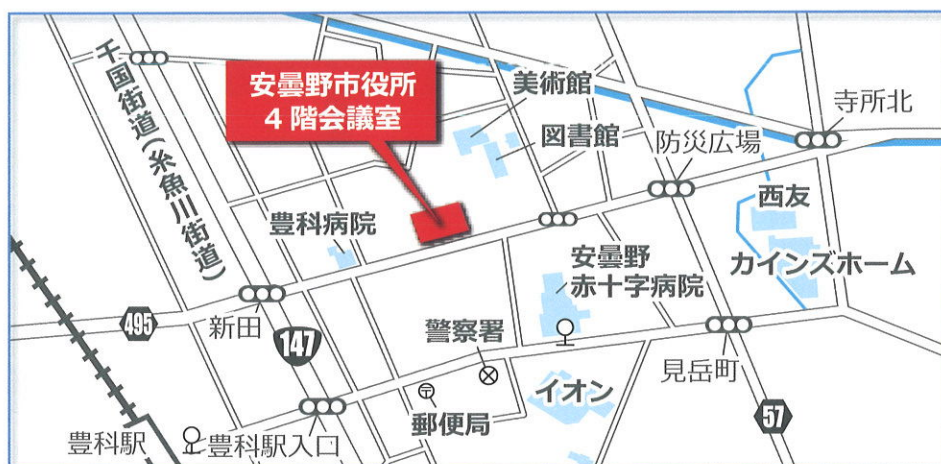 千国街道(糸魚川街道)
安曇野市役所
4階会議室
美術館
図書館
寺所北
防災広場
西友
カインズホーム
豊科病院
安曇野
赤十字病院
495
新田
147
警察署
見岳町
イオン
57
郵便局
豊科駅
豊科駅入口